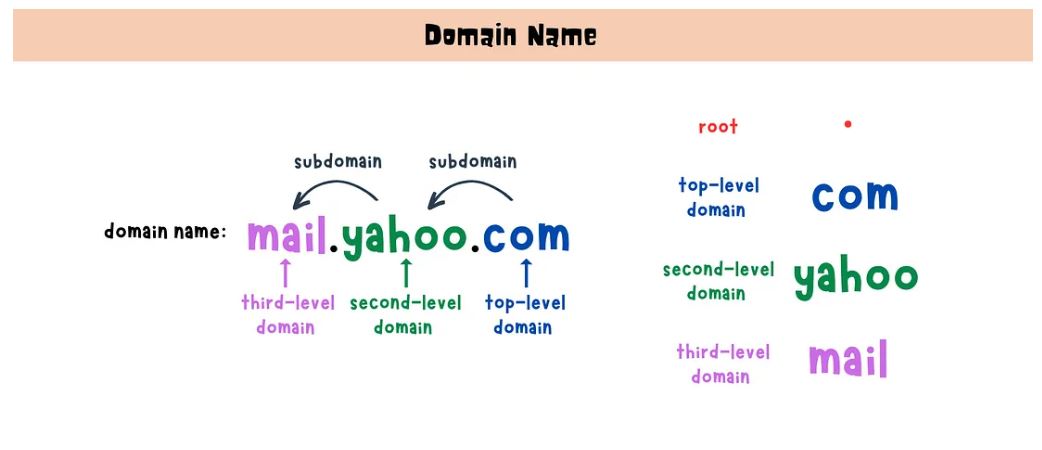 Domain Name
subdomain subdomain
domain name: mail.yahoo.com
third-level second-level top-level
domain domain domain
root .
top-level
domain
com
second-level
domain
yahoo
third-level
domain
mail